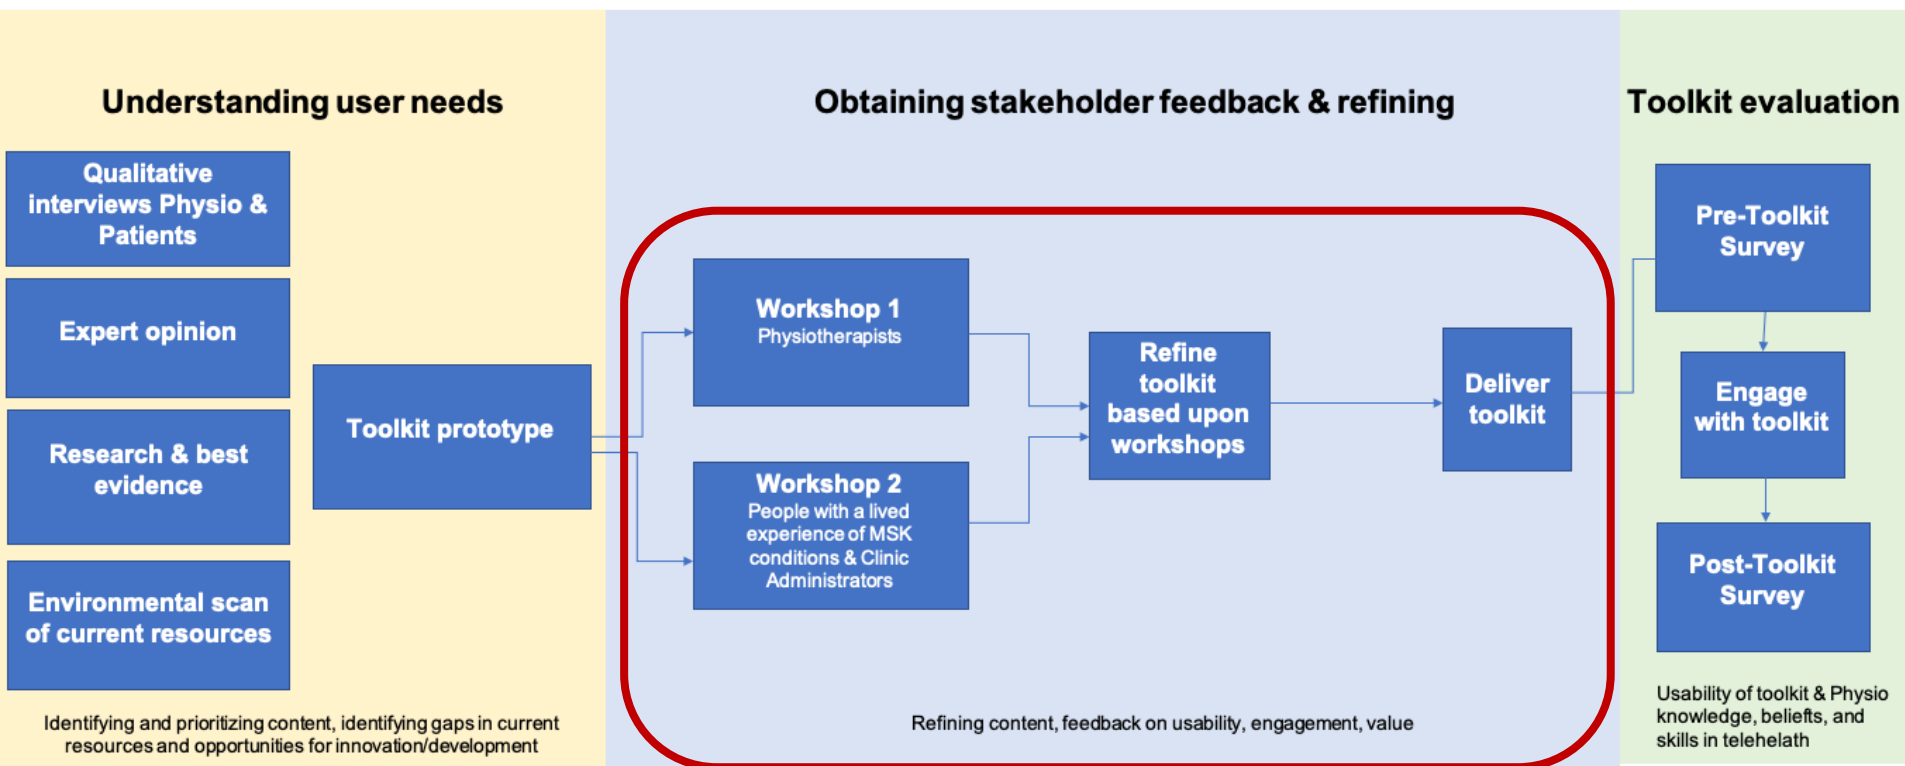 Understanding user needs
Qualitative
interviews Physio &
Patients
Expert opinion
Research & best
evidence
Environmental scan
of current resources
Toolkit prototype
Identifying and prioritizing content, identifying gaps in current
resources and opportunities for innovation/development
Obtaining stakeholder feedback & refining
Workshop 1
Physiotherapists
Workshop 2
People with a lived
experience of MSK
conditions & Clinic
Administrators
Refine
toolkit
based upon
workshops
Deliver
toolkit
Refining content, feedback on usability, engagement, value
Toolkit evaluation
Pre-Toolkit
Survey
Engage
with toolkit
Post-Toolkit
Survey
Usability of toolkit & Physio
knowledge, beliefts, and
skills in telehelath